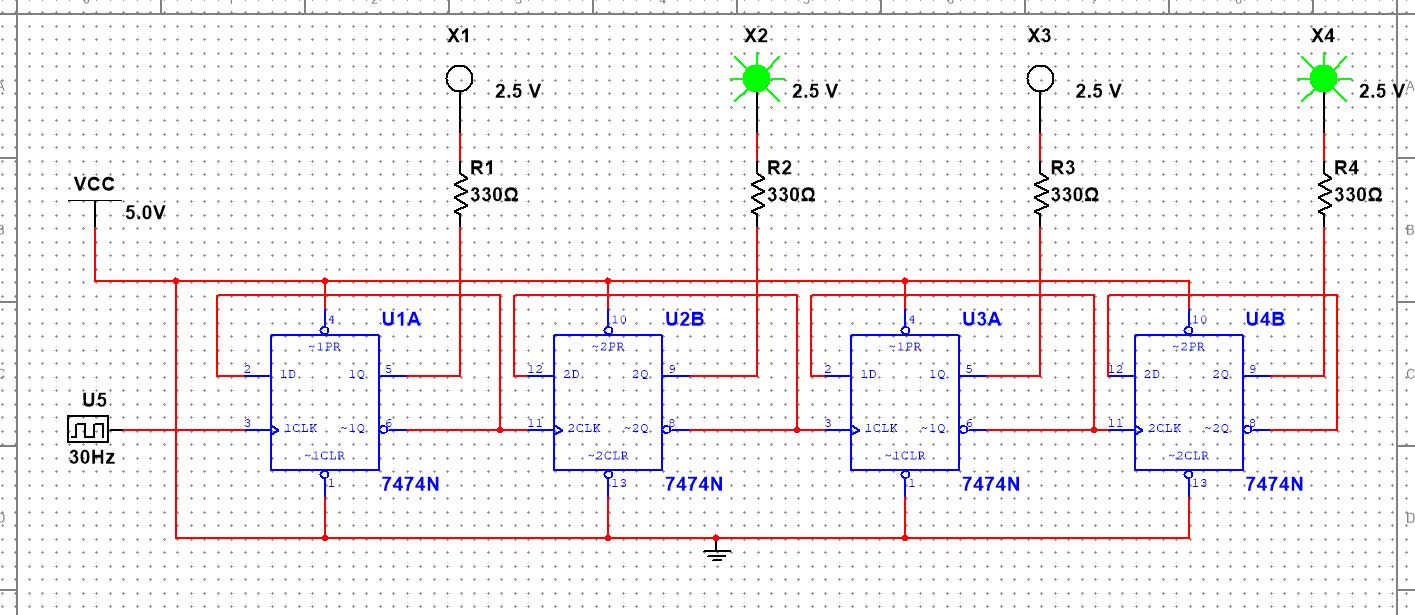 X1 X2 X3 X4
2.5 V 2.5 V 2.5 V 2.5 V
R1 R2 R3 R4
330Ω 330Ω 330Ω 330Ω
VCC
5.0V
4 U1A 10 U2B 4 U3A 10 U4B
~1PR ~2PR ~1PR ~2PR
2 1D 1Q 5 12 2D 2Q 9 2 1D 1Q 5 12 2D 2Q 9
U5
3 1CLK ~1Q 6 11 2CLK ~2Q 8 3 1CLK ~1Q 6 11 2CLK ~2Q 8
30Hz
~1CLR ~2CLR ~1CLR ~2CLR
1 7474N 13 7474N 1 7474N 13 7474N